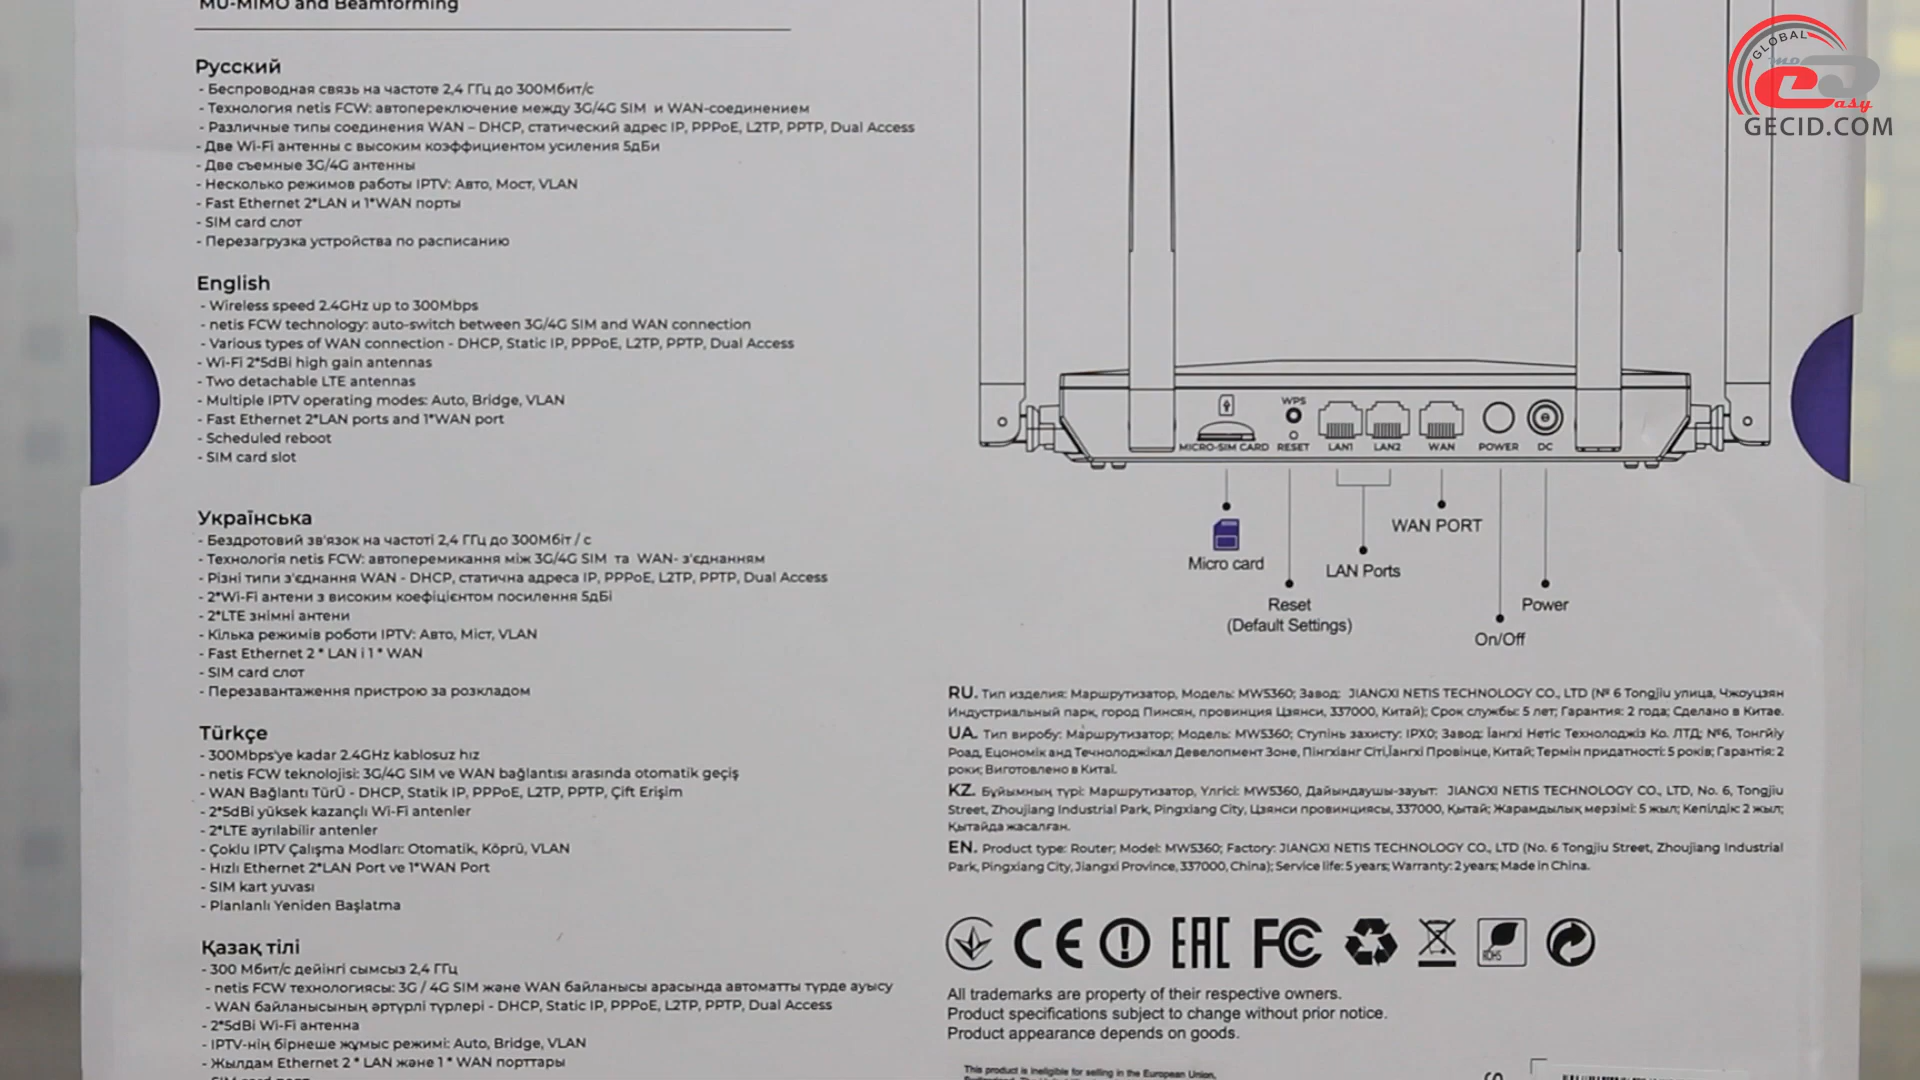 MU-MIMO and Beamforming
Русский
- Беспроводная связь на частоте 2,4 ГГц до 300Мбит/с
- Технология netis FCW: автопереключение между 3G/4G SIM и WAN-соединением
- Различные типы соединения WAN – DHCP, статический адрес IP, PPPoE, L2TP, PPTP, Dual Access
- Две Wi-Fi антенны с высоким коэффициентом усиления 5дБи
- Две съемные 3G/4G антенны
- Несколько режимов работы IPTV: Авто, Мост, VLAN
- Fast Ethernet 2*LAN и 1*WAN порты
- SIM card слот
- Перезагрузка устройства по расписанию
English
- Wireless speed 2.4GHz up to 300Mbps
- netis FCW technology: auto-switch between 3G/4G SIM and WAN connection
- Various types of WAN connection - DHCP, Static IP, PPPoE, L2TP, PPTP, Dual Access
- Wi-Fi 2*5dBi high gain antennas
- Two detachable LTE antennas
- Multiple IPTV operating modes: Auto, Bridge, VLAN
- Fast Ethernet 2*LAN ports and 1*WAN port
- Scheduled reboot
- SIM card slot
Українська
- Бездротовий зв'язок на частоті 2,4 ГГц до 300Мбіт / с
- Технологія netis FCW: автоперемикання між 3G/4G SIM та WAN- з'єднанням
- Різні типи з'єднання WAN - DHCP, статична адреса IP, PPPoE, L2TP, PPTP, Dual Access
- 2*Wi-Fi антени з високим коефіцієнтом посилення 5дБі
- 2*LTE знімні антени
- Кілька режимів роботи IPTV: Авто, Міст, VLAN
- Fast Ethernet 2 * LAN і 1 * WAN
- SIM card слот
- Перезавантаження пристрою за розкладом
Türkçe
- 300Mbps'ye kadar 2.4GHz kablosuz hız
- netis FCW teknolojisi: 3G/4G SIM ve WAN bağlantısı arasında otomatik geçiş
- WAN Bağlantı TürÜ - DHCP, Statik IP, PPPoE, L2TP, PPTP, Çift Erişim
- 2*5dBi yüksek kazançlı Wi-Fi antenler
- 2*LTE ayrılabilir antenler
- Çoklu IPTV Çalışma Modları: Otomatik, Köprü, VLAN
- Hızlı Ethernet 2*LAN Port ve 1*WAN Port
- SIM kart yuvası
- Planlanlı Yeniden Başlatma
Қазақ тілі
- 300 Мбит/с дейінгі сымсыз 2,4 ГГц
- netis FCW технологиясы: 3G / 4G SIM және WAN байланысы арасында автоматты түрде ауысу
- WAN байланысының әртүрлі түрлері - DHCP, Static IP, PPPoE, L2TP, PPTP, Dual Access
- 2*5dBi Wi-Fi антенна
- IPTV-нің бірнеше жұмыс режимі: Auto, Bridge, VLAN
- Жылдам Ethernet 2 * LAN және 1 * WAN порттары
GLOBAL
easy
GECID.COM
WPS
MICRO-SIM CARD RESET LAN1 LAN2 WAN POWER DC
Micro card
Reset
(Default Settings)
LAN Ports
WAN PORT
On/Off
Power
RU. Тип изделия: Маршрутизатор, Модель: MW5360; Завод: JIANGXI NETIS TECHNOLOGY CO., LTD (№ 6 Tongjiu улица, Чжоуцзян
Индустриальный парк, город Пинсян, провинция Цзянси, 337000, Китай); Срок службы: 5 лет; Гарантия: 2 года; Сделано в Китае.
UA. Тип виробу: Маршрутизатор; Модель: MW5360; Ступінь захисту: IPX0; Завод: Їангхі Нетіс Технолоджіз Ко. ЛТД; №6, Тонгйіу
Роад, Ецономік анд Течнолоджікал Девелопмент Зоне, Пінгхіанг Сіті,Їангхі Провінце, Китай; Термін придатності: 5 років; Гарантія: 2
роки; Виготовлено в Китаї.
KZ. Бұйымның түрі: Маршрутизатор, Үлгісі: MW5360, Дайындаушы-зауыт: JIANGXI NETIS TECHNOLOGY CO., LTD, No. 6, Tongjiu
Street, Zhoujiang Industrial Park, Pingxiang City, Цзянси провинциясы, 337000, Қытай; Жарамдылық мерзімі: 5 жыл; Кепілдік: 2 жыл;
Қытайда жасалған.
EN. Product type: Router; Model: MW5360; Factory: JIANGXI NETIS TECHNOLOGY CO., LTD (No. 6 Tongjiu Street, Zhoujiang Industrial
Park, Pingxiang City, Jiangxi Province, 337000, China); Service life: 5 years; Warranty: 2 years; Made in China.
CE EAC FC ROHS
All trademarks are property of their respective owners.
Product specifications subject to change without prior notice.
Product appearance depends on goods.
This product is ineligible for selling in the European Union,